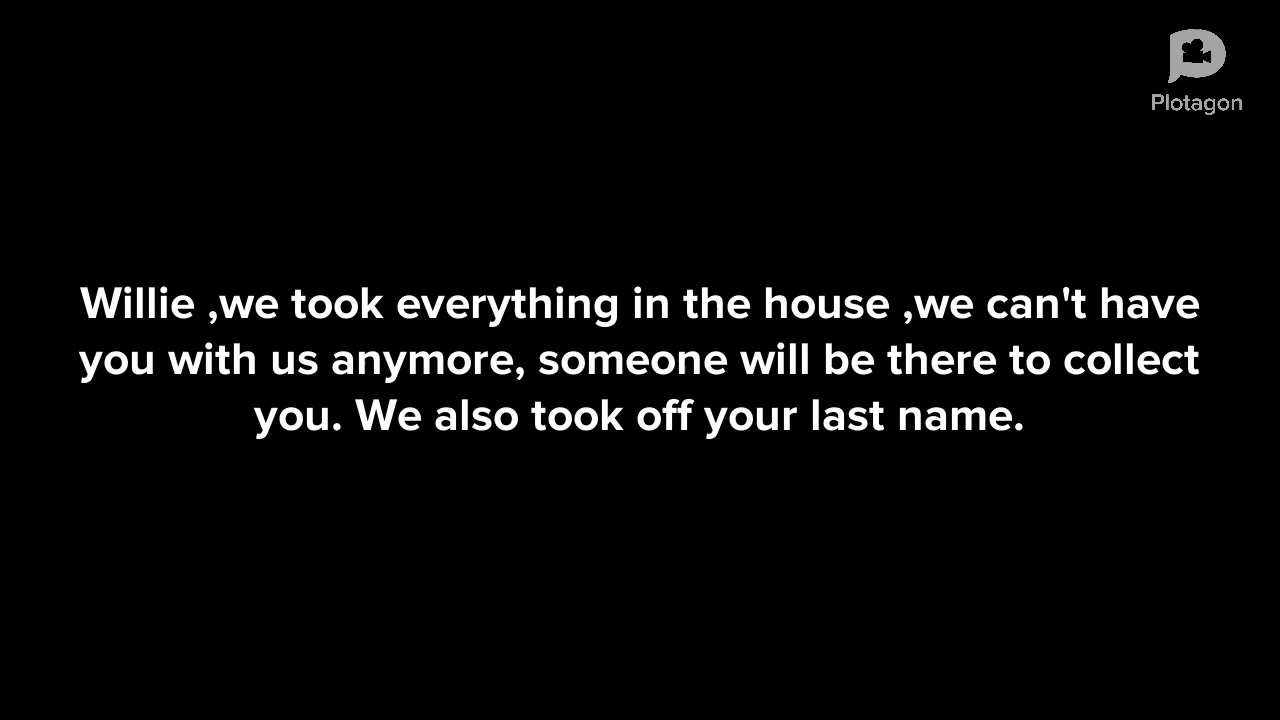 Plotagon
Willie ,we took everything in the house ,we can't have
you with us anymore, someone will be there to collect
you. We also took off your last name.